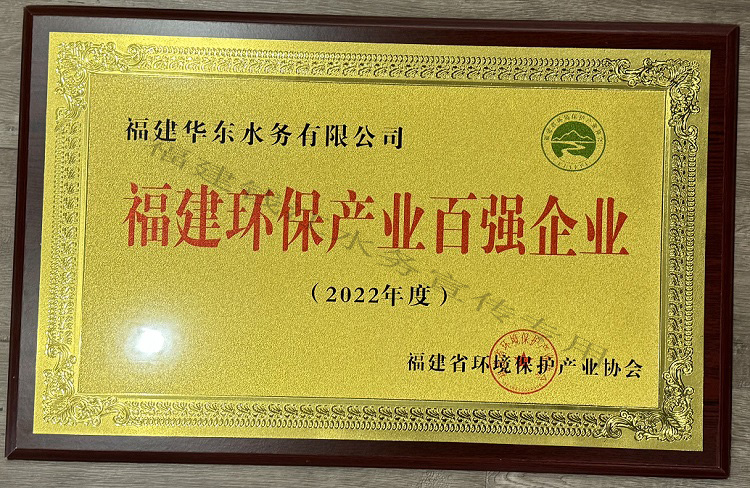 福建华东水务有限公司
福建环保产业百强企业
（2022年度）
福建省环境保护产业协会